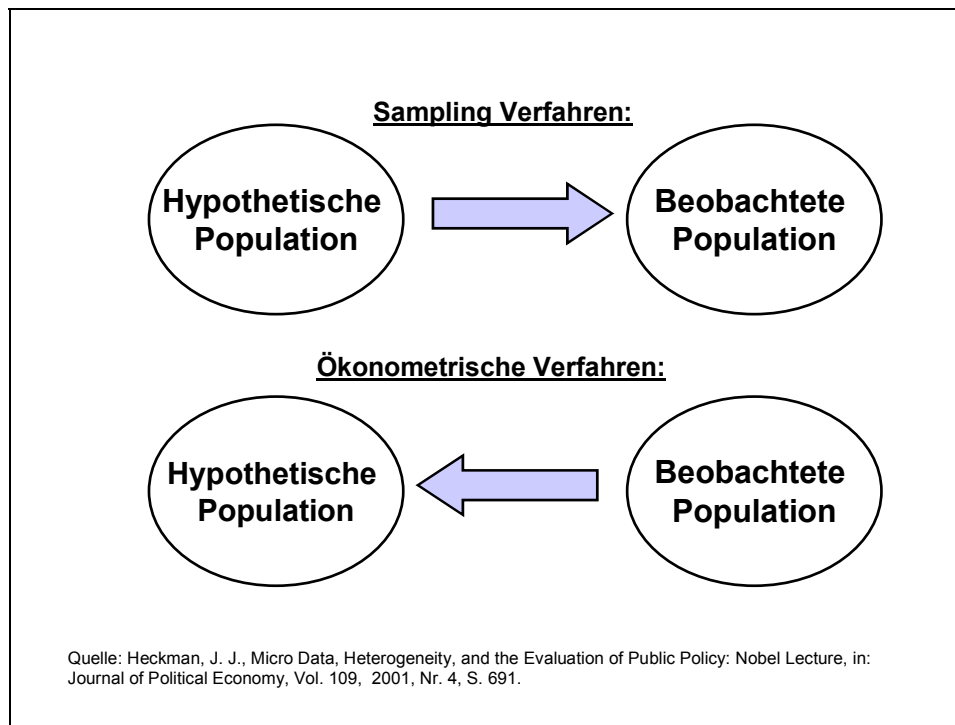 Sampling Verfahren:
Hypothetische
Population
Beobachtete
Population
Ökonometrische Verfahren:
Hypothetische
Population
Beobachtete
Population
Quelle: Heckman, J. J., Micro Data, Heterogeneity, and the Evaluation of Public Policy: Nobel Lecture, in:
Journal of Political Economy, Vol. 109, 2001, Nr. 4, S. 691.